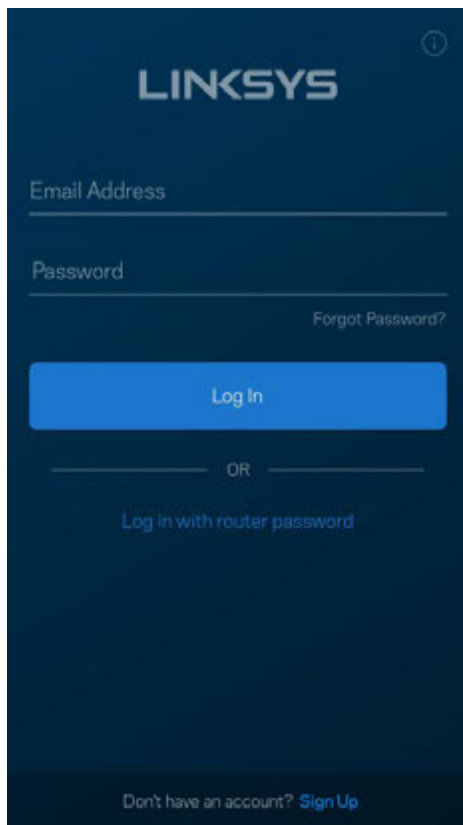 LINKSYS
Email Address
Password
Forgot Password?
Log In
OR
Log in with router password
Don't have an account? Sign Up